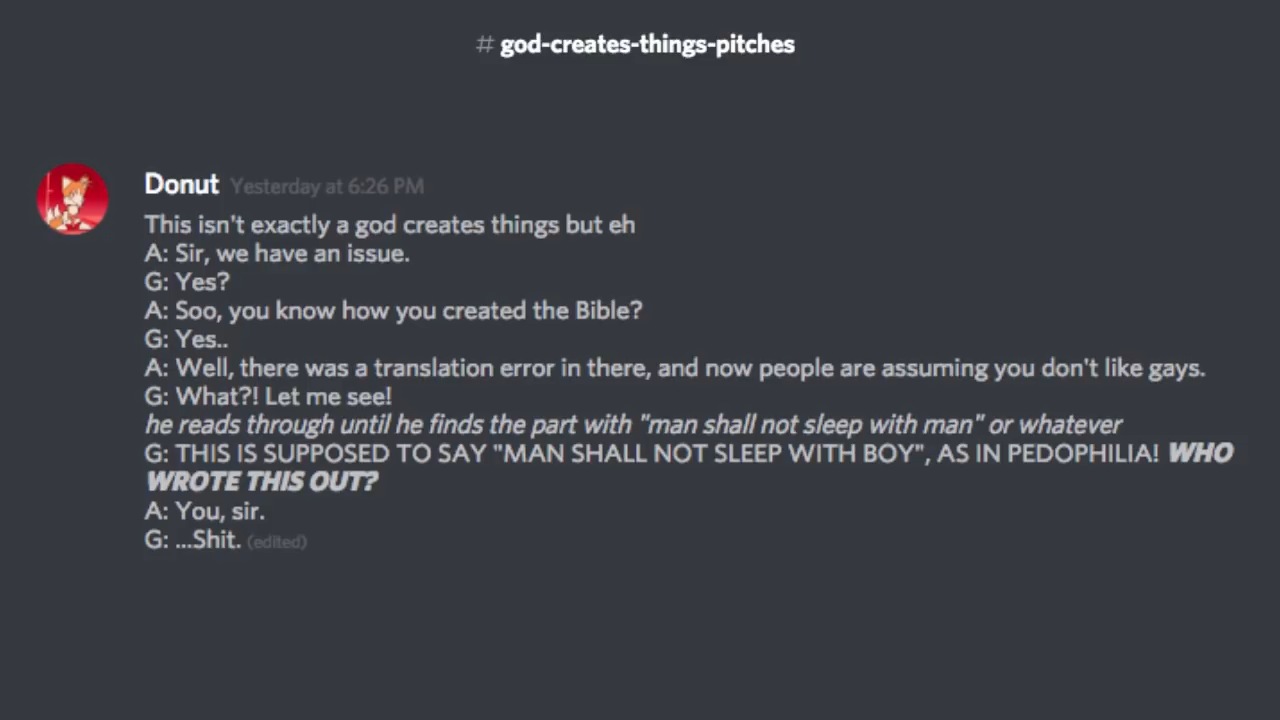 # god-creates-things-pitches
Donut Yesterday at 6:26 PM
This isn't exactly a god creates things but eh
A: Sir, we have an issue.
G: Yes?
A: Soo, you know how you created the Bible?
G: Yes..
A: Well, there was a translation error in there, and now people are assuming you don't like gays.
G: What?! Let me see!
he reads through until he finds the part with "man shall not sleep with man" or whatever
G: THIS IS SUPPOSED TO SAY "MAN SHALL NOT SLEEP WITH BOY", AS IN PEDOPHILIA! WHO
WROTE THIS OUT?
A: You, sir.
G: ...Shit. (edited)